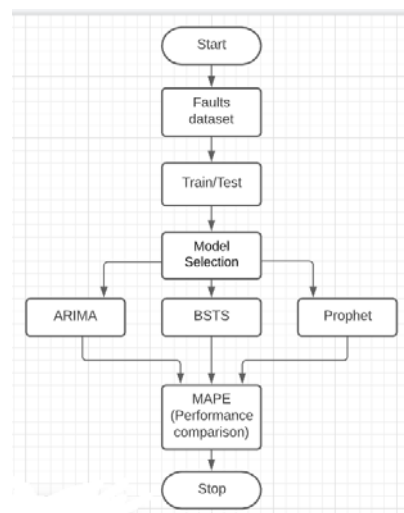 Start
Faults
dataset
Train/Test
Model
Selection
ARIMA
BSTS
Prophet
MAPE
(Performance
comparison)
Stop